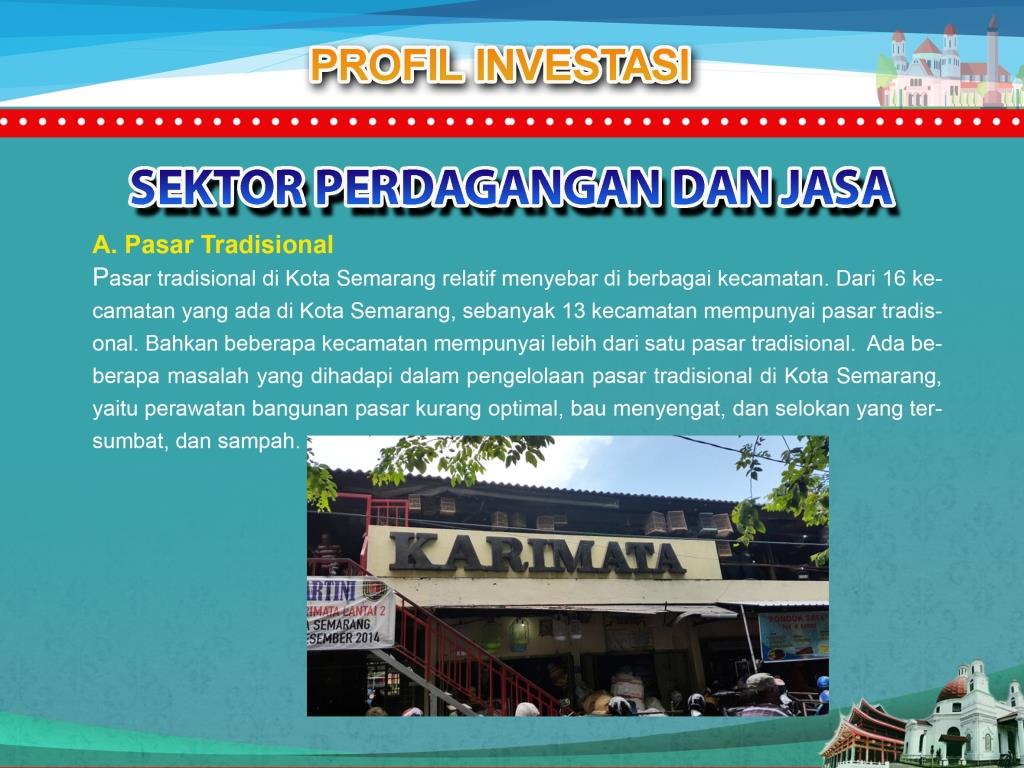 PROFIL INVESTASI
SEKTOR PERDAGANGAN DAN JASA
A. Pasar Tradisional
Pasar tradisional di Kota Semarang relatif menyebar di berbagai kecamatan. Dari 16 ke-
camatan yang ada di Kota Semarang, sebanyak 13 kecamatan mempunyai pasar tradis-
onal. Bahkan beberapa kecamatan mempunyai lebih dari satu pasar tradisional. Ada be-
berapa masalah yang dihadapi dalam pengelolaan pasar tradisional di Kota Semarang,
yaitu perawatan bangunan pasar kurang optimal, bau menyengat, dan selokan yang ter-
sumbat, dan sampah.
KARIMATA
ARTINI
RIMATA LANTAI 2
A SEMARANG
ESEMBER 2014
PONDOK